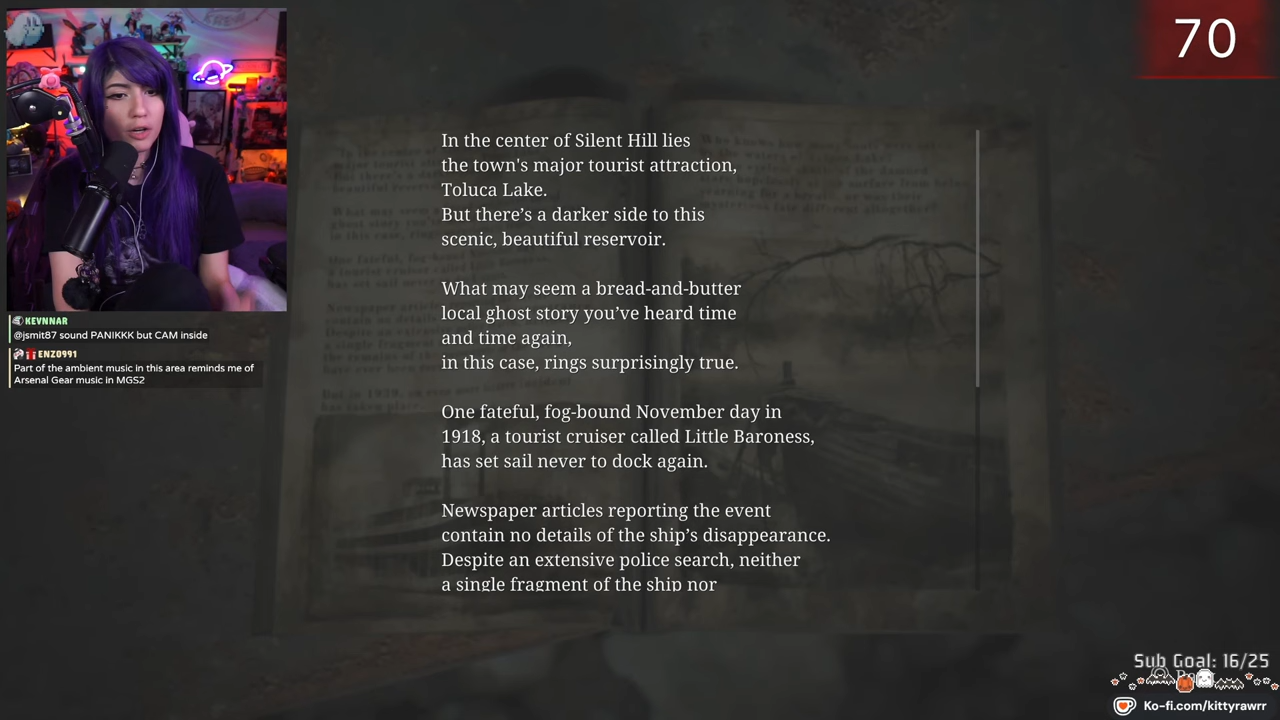 70
In the center of Silent Hill lies
the town's major tourist attraction,
Toluca Lake.
But there’s a darker side to this
scenic, beautiful reservoir.
What may seem a bread-and-butter
local ghost story you’ve heard time
and time again,
in this case, rings surprisingly true.
One fateful, fog-bound November day in
1918, a tourist cruiser called Little Baroness,
has set sail never to dock again.
Newspaper articles reporting the event
contain no details of the ship’s disappearance.
Despite an extensive police search, neither
a single fragment of the ship nor
KEVNNAR
@jsmit87 sound PANIKKK but CAM inside
ENZ0991
Part of the ambient music in this area reminds me of
Arsenal Gear music in MGS2
Sub Goal: 16/25
Ko-fi.com/kittyrawrr